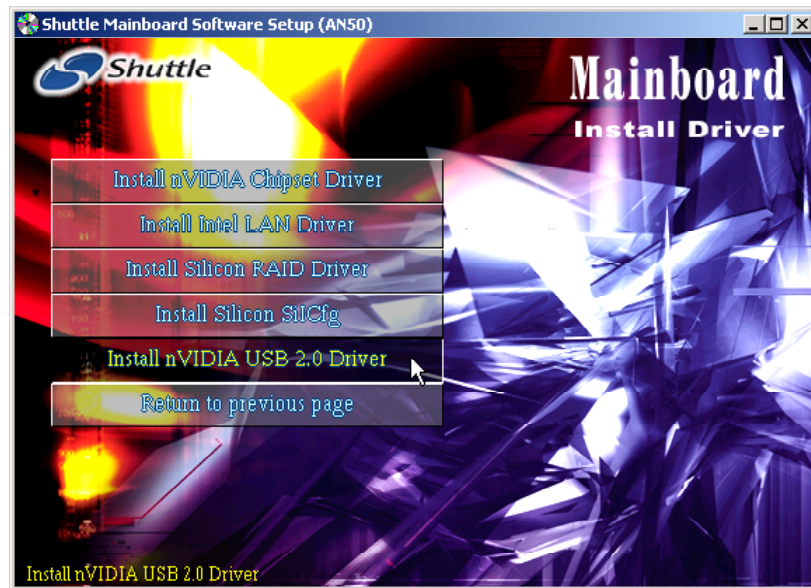 Shuttle Mainboard Software Setup (AN50)
Shuttle
Mainboard
Install Driver
Install nVIDIA Chipset Driver
Install Intel LAN Driver
Install Silicon RAID Driver
Install Silicon SiICfg
Install nVIDIA USB 2.0 Driver
Return to previous page
Install nVIDIA USB 2.0 Driver